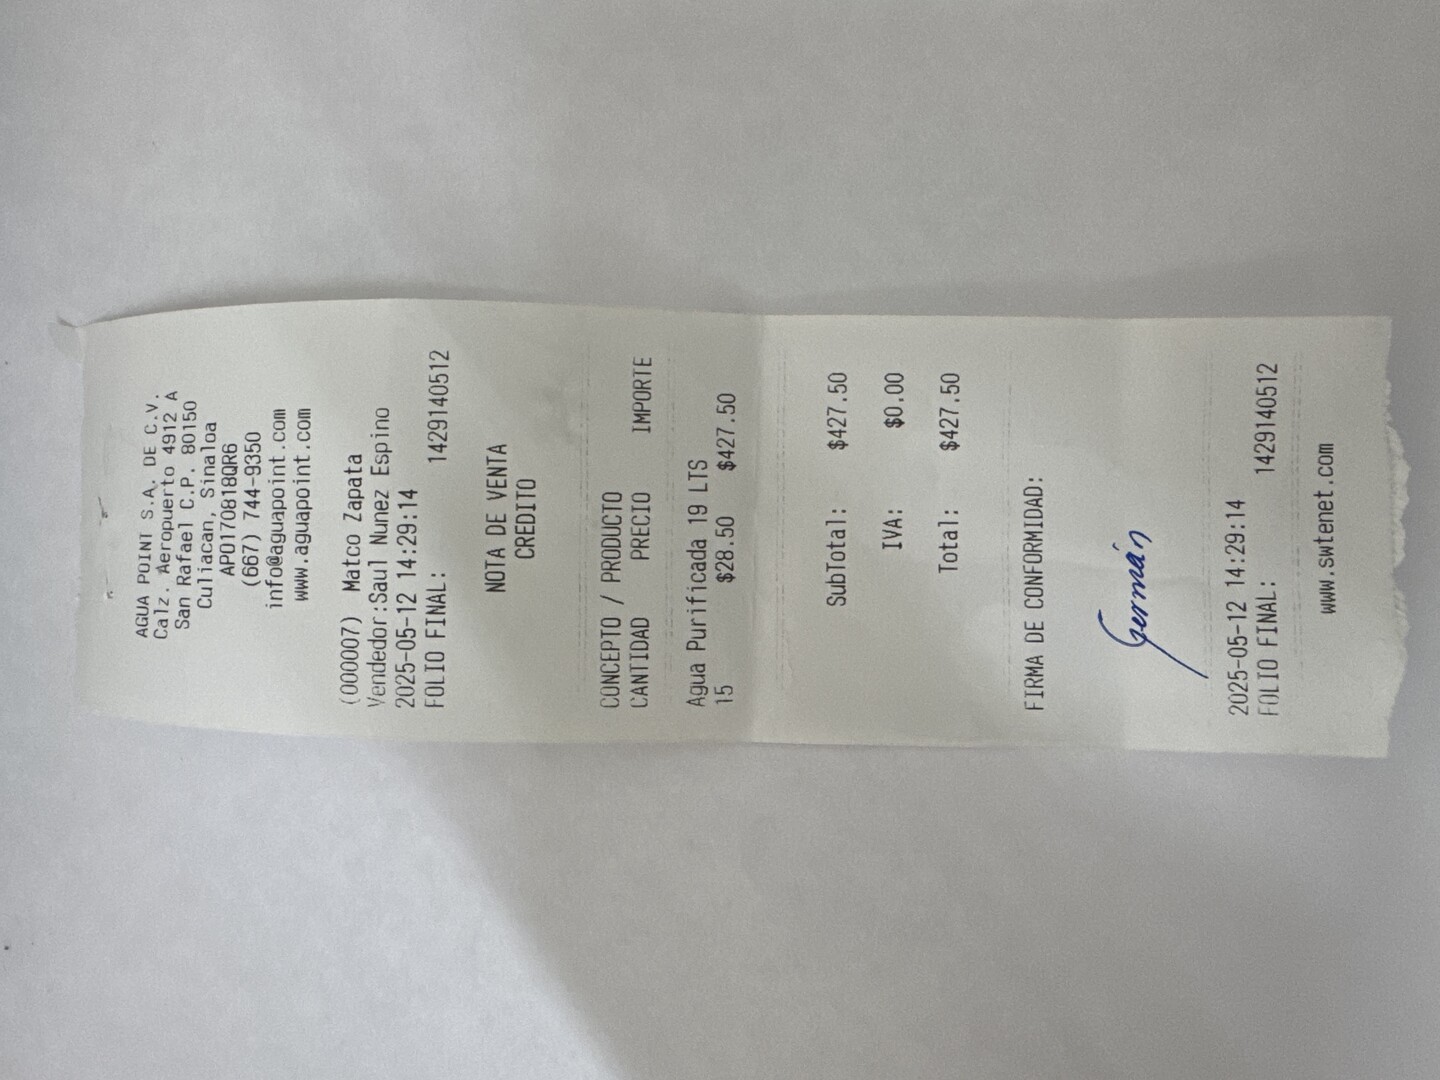 AGUA POINT S.A. DE C.V.
Calz. Aeropuerto 4912 A
San Rafael C.P. 80150
Culiacan, Sinaloa
APO170818QR6
(667) 744-9350
info@aguapoint.com
www.aguapoint.com
(000007) Matco Zapata
Vendedor:Saul Nunez Espino
2025-05-12 14:29:14
FOLIO FINAL: 1429140512
NOTA DE VENTA
CREDITO
CONCEPTO / PRODUCTO
CANTIDAD PRECIO IMPORTE
Agua Purificada 19 LTS
15 $28.50 $427.50
SubTotal: $427.50
IVA: $0.00
Total: $427.50
FIRMA DE CONFORMIDAD:
Germán
2025-05-12 14:29:14
FOLIO FINAL: 1429140512
www.swtenet.com